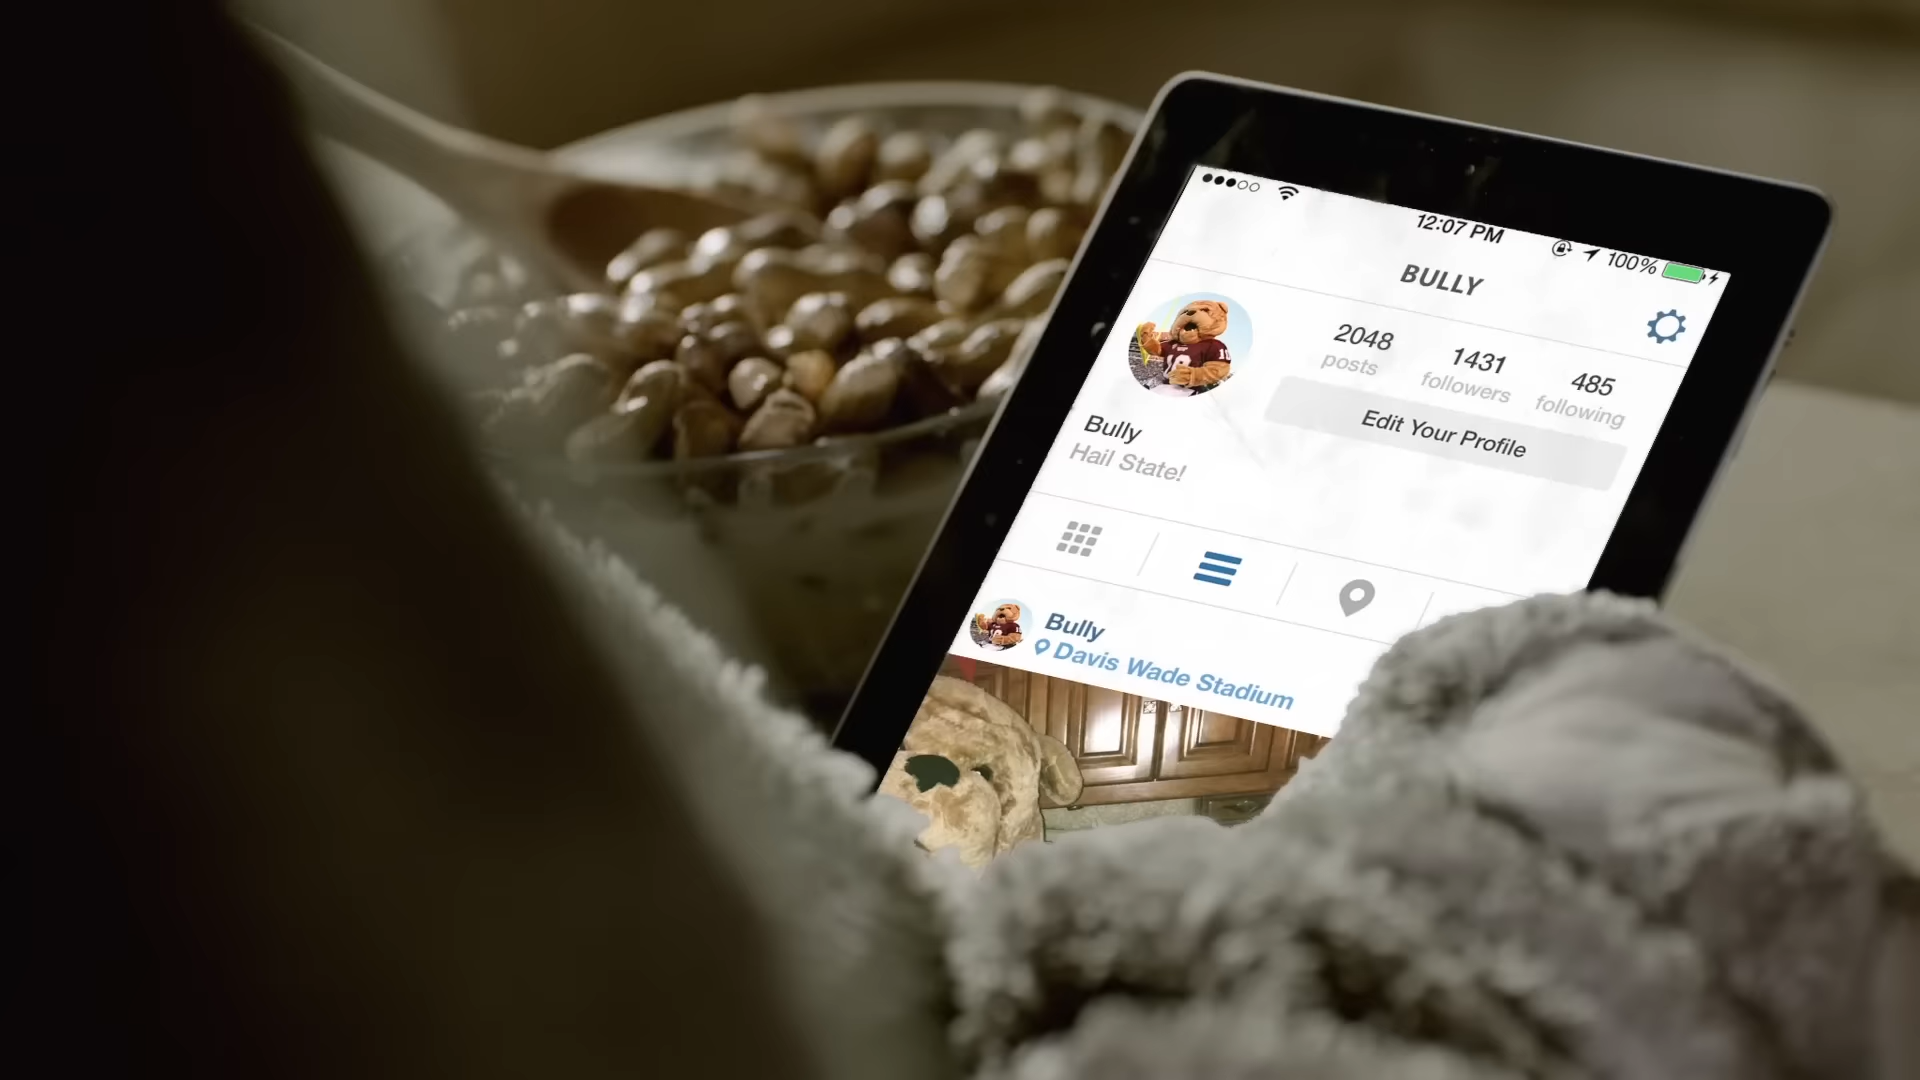 12:07 PM
100%
BULLY
2048
posts
1431
followers
485
following
Edit Your Profile
Bully
Hail State!
Bully
Davis Wade Stadium